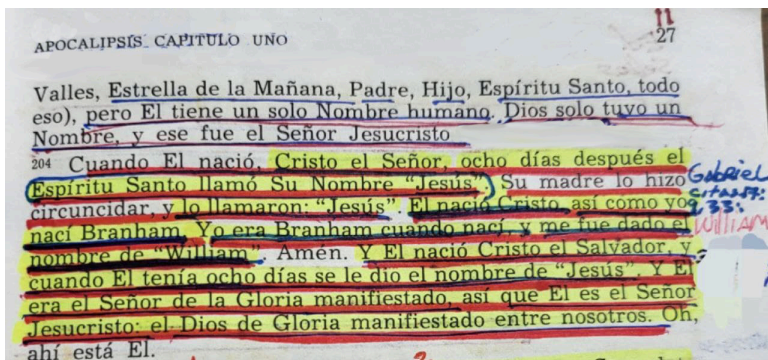 APOCALIPSIS CAPITULO UNO
27
Valles, Estrella de la Mañana, Padre, Hijo, Espíritu Santo, todo
eso), pero El tiene un solo Nombre humano. Dios solo tuvo un
Nombre, y ese fue el Señor Jesucristo
204 Cuando El nació, Cristo el Señor, ocho días después el
Espíritu Santo llamó Su Nombre "Jesús". Su madre lo hizo
circuncidar, y lo llamaron: "Jesús". El nació Cristo, así como yo
nací Branham. Yo era Branham cuando nací, y me fue dado el
nombre de "William". Amén. Y El nació Cristo el Salvador, y
cuando El tenía ocho días se le dio el nombre de "Jesús". Y El
era el Señor de la Gloria manifiestado, así que El es el Señor
Jesucristo: el Dios de Gloria manifiestado entre nosotros. Oh,
ahí está El.
Gabriel
William